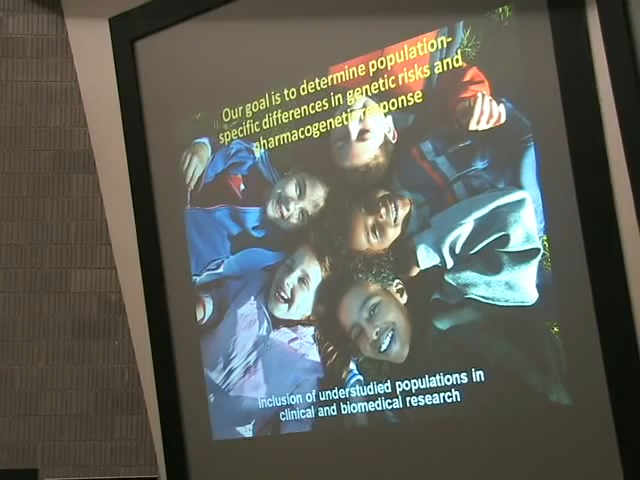 Our goal is to determine population-
specific differences in genetic risks and
pharmacogenetic response
Inclusion of understudied populations in
clinical and biomedical research